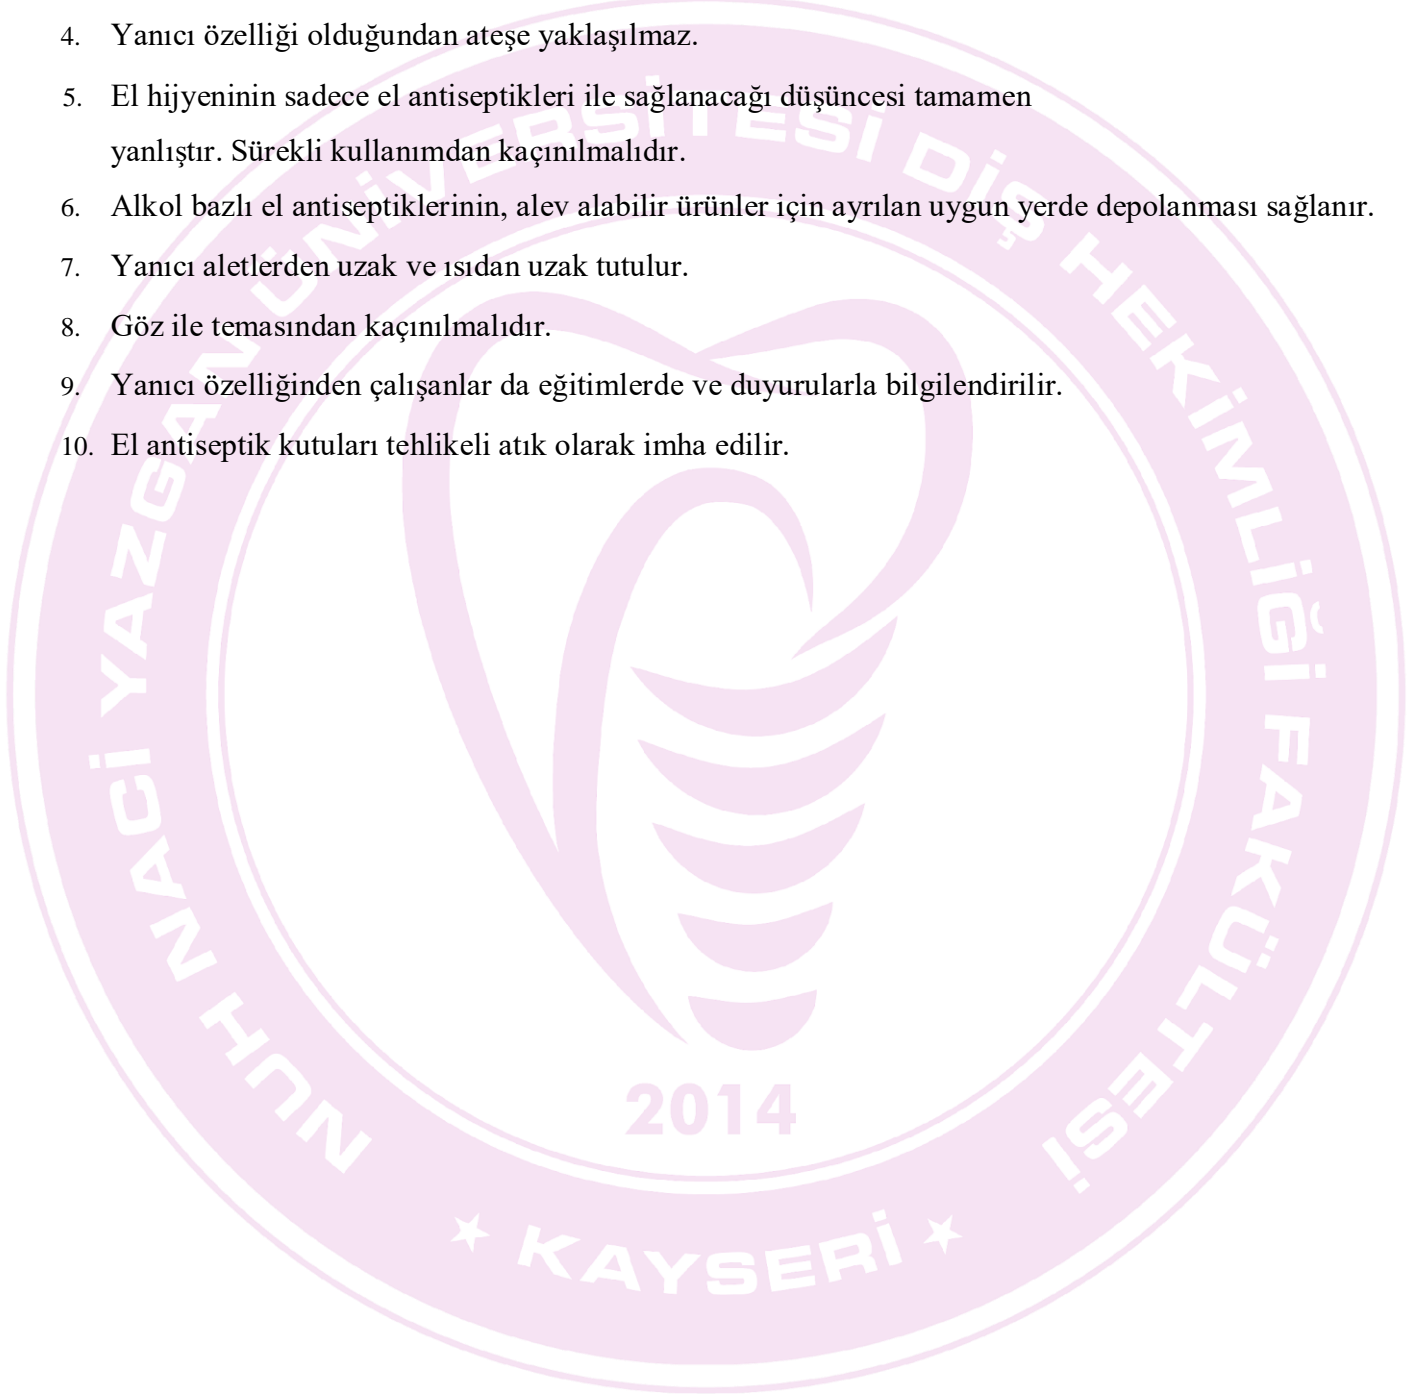 4. Yanıcı özelliği olduğundan ateşe yaklaşılmaz.
5. El hijyeninin sadece el antiseptikleri ile sağlanacağı düşüncesi tamamen
yanlıştır. Sürekli kullanımdan kaçınılmalıdır.
6. Alkol bazlı el antiseptiklerinin, alev alabilir ürünler için ayrılan uygun yerde depolanması sağlanır.
7. Yanıcı aletlerden uzak ve ısıdan uzak tutulur.
8. Göz ile temasından kaçınılmalıdır.
9. Yanıcı özelliğinden çalışanlar da eğitimlerde ve duyurularla bilgilendirilir.
10. El antiseptik kutuları tehlikeli atık olarak imha edilir.
NUH NACİ YAZGAN ÜNİVERSİTESİ DİŞ HEKİMLİĞİ FAKÜLTESİ
2014
KAYSERİ